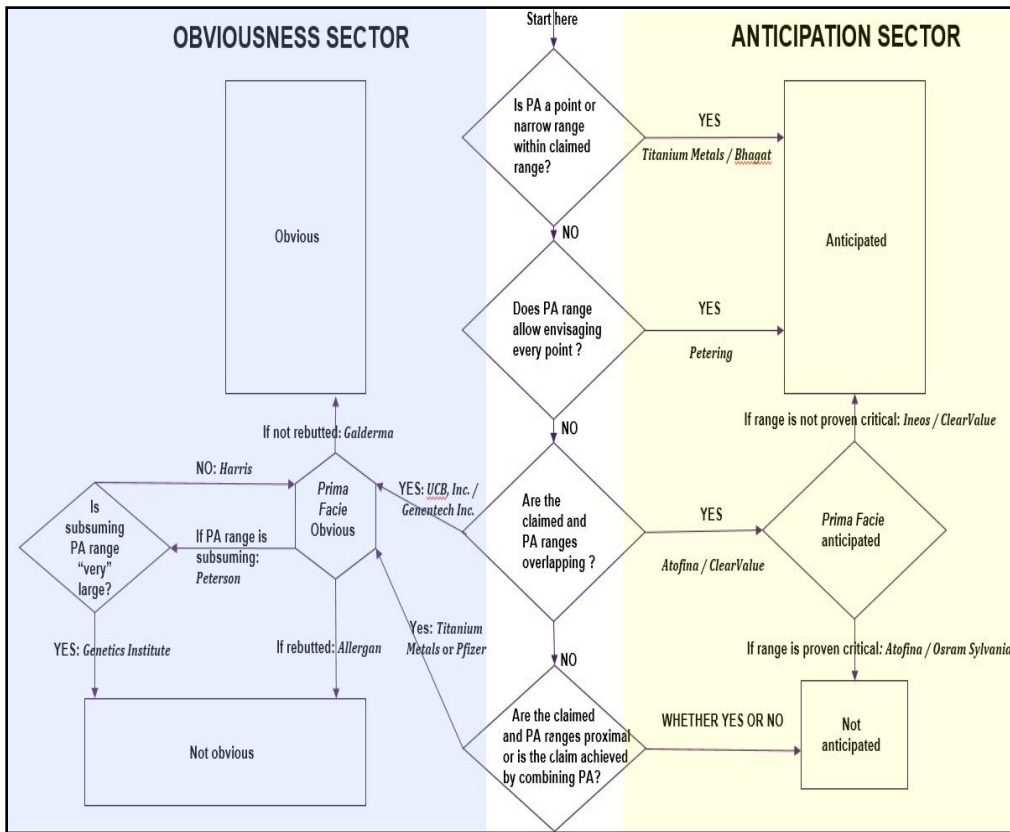 Start here
OBVIOUSNESS SECTOR
ANTICIPATION SECTOR
Is PA a point or
narrow range
within claimed
range?
YES
Titanium Metals / Bhagat
NO
Obvious
Anticipated
Does PA range
allow envisaging
every point ?
YES
Petering
NO
If not rebutted: Galderma
If range is not proven critical: Ineos / ClearValue
NO: Harris
Prima
Facie
Obvious
YES: UCB, Inc. /
Genentech Inc.
Are the
claimed and
PA ranges
overlapping ?
YES
Atofina / ClearValue
Prima Facie
anticipated
Is
subsuming
PA range
“very”
large?
If PA range is
subsuming:
Peterson
YES: Genetics Institute
If rebutted: Allergan
Yes: Titanium
Metals or Pfizer
NO
If range is proven critical: Atofina / Osram Sylvania
Not obvious
Are the claimed
and PA ranges proximal
or is the claim achieved
by combining PA?
WHETHER YES OR NO
Not
anticipated